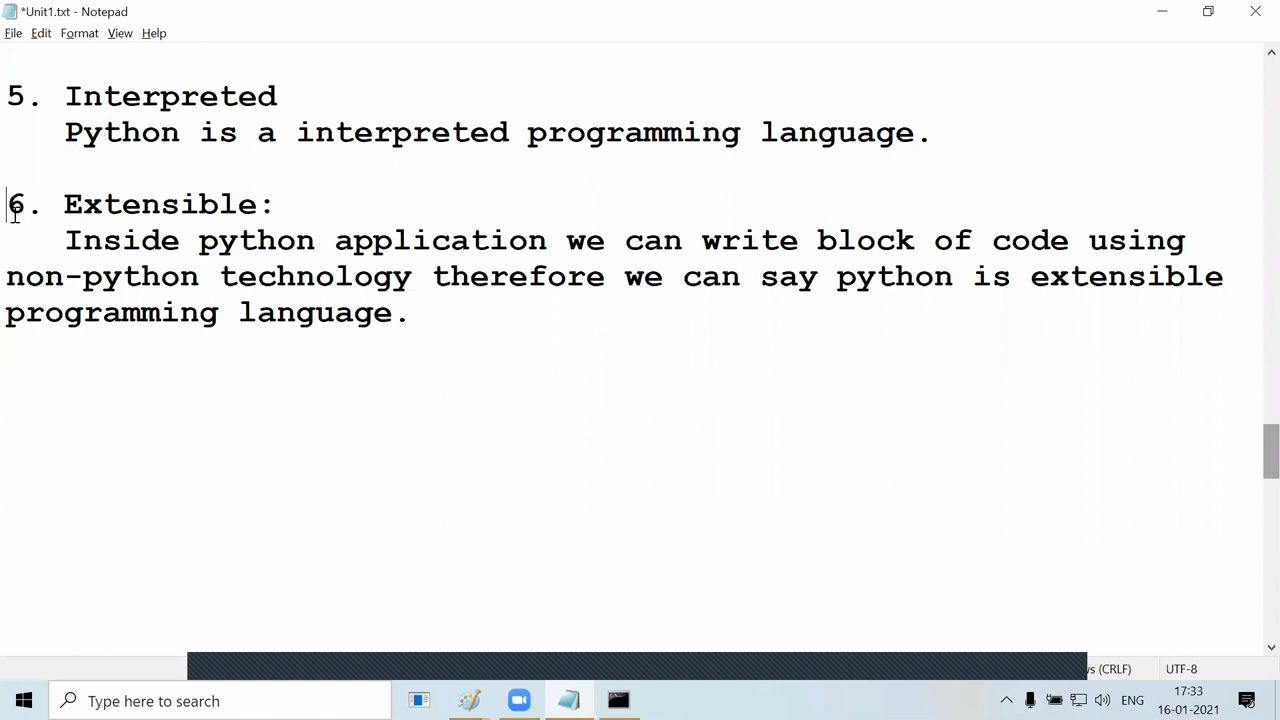 *Unit1.txt - Notepad
File Edit Format View Help
5. Interpreted
Python is a interpreted programming language.
6. Extensible:
Inside python application we can write block of code using
non-python technology therefore we can say python is extensible
programming language.
(CRLF) UTF-8
Type here to search
ENG
17:33
16-01-2021